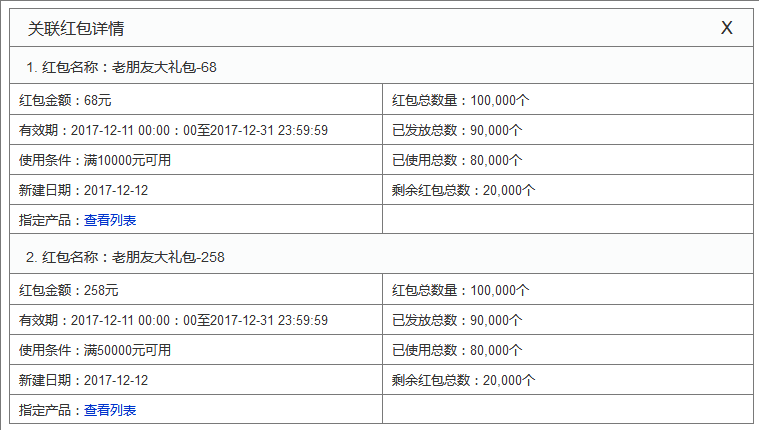 关联红包详情 X
1. 红包名称：老朋友大礼包-68
红包金额：68元 红包总数量：100,000个
有效期：2017-12-11 00:00：00至2017-12-31 23:59:59 已发放总数：90,000个
使用条件：满10000元可用 已使用总数：80,000个
新建日期：2017-12-12 剩余红包总数：20,000个
指定产品：查看列表
2. 红包名称：老朋友大礼包-258
红包金额：258元 红包总数量：100,000个
有效期：2017-12-11 00:00：00至2017-12-31 23:59:59 已发放总数：90,000个
使用条件：满50000元可用 已使用总数：80,000个
新建日期：2017-12-12 剩余红包总数：20,000个
指定产品：查看列表